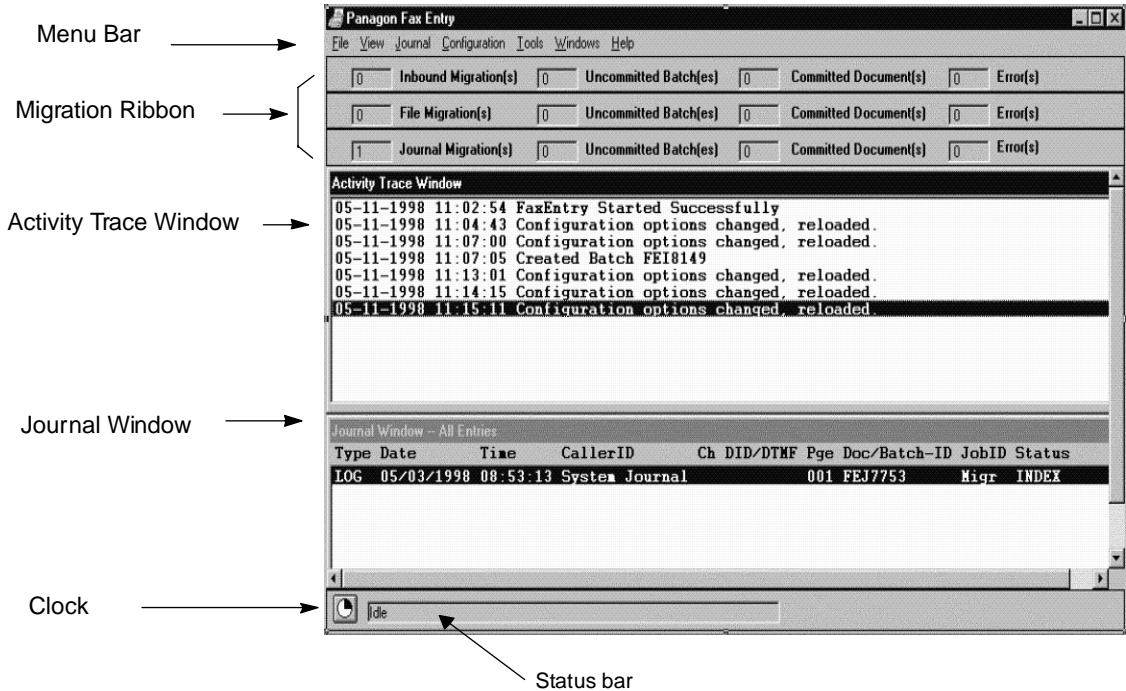 Panagon Fax Entry
Menu Bar
File View Journal Configuration Tools Windows Help
0 Inbound Migration(s) 0 Uncommitted Batch(es) 0 Committed Document(s) 0 Error(s)
Migration Ribbon
0 File Migration(s) 0 Uncommitted Batch(es) 0 Committed Document(s) 0 Error(s)
1 Journal Migration(s) 0 Uncommitted Batch(es) 0 Committed Document(s) 0 Error(s)
Activity Trace Window
Activity Trace Window
05-11-1998 11:02:54 FaxEntry Started Successfully
05-11-1998 11:04:43 Configuration options changed, reloaded.
05-11-1998 11:07:00 Configuration options changed, reloaded.
05-11-1998 11:07:05 Created Batch FEI8149
05-11-1998 11:13:01 Configuration options changed, reloaded.
05-11-1998 11:14:15 Configuration options changed, reloaded.
05-11-1998 11:15:11 Configuration options changed, reloaded.
Journal Window
Journal Window -- All Entries
Type Date Time CallerID Ch DID/DTMF Pge Doc/Batch-ID JobID Status
LOG 05/03/1998 08:53:13 System Journal 001 FEJ7753 Migr INDEX
Clock
Idle
Status bar